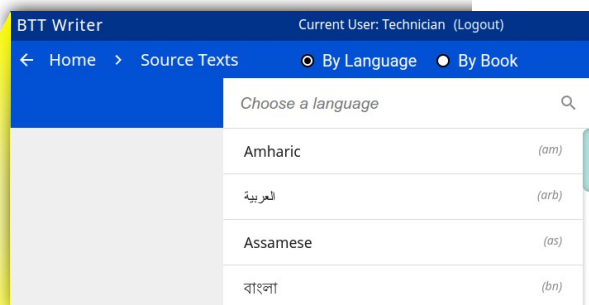 BTT Writer Current User: Technician (Logout)
← Home > Source Texts By Language By Book
Choose a language
Amharic (am)
العربية (arb)
Assamese (as)
বাংলা (bn)